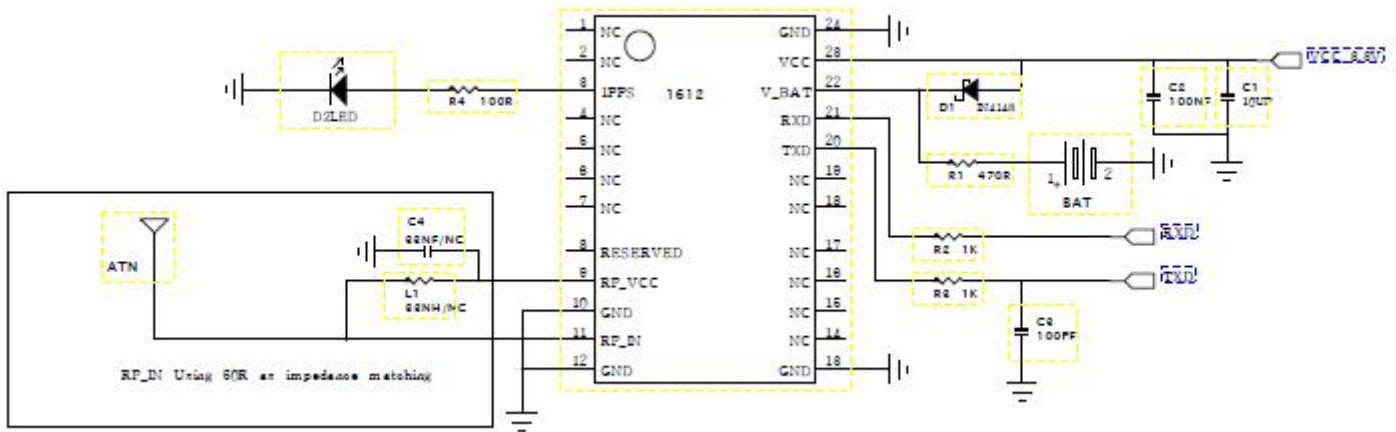 1 NC
2 NC
3 1PPS
4 NC
5 NC
6 NC
7 NC
8 RESERVED
9 RF_VCC
10 GND
11 RF_IN
12 GND
1612
GND 24
VCC 23
V_BAT 22
RXD 21
TXD 20
NC 19
NC 18
NC 17
NC 16
NC 15
NC 14
GND 13
D2LED
R4 100R
D1 1N4148
C2
100NF
C1
10UF
R1 470R
1+ 2
BAT
R2 1K
RXD
R3 1K
TXD
C3
100PF
ATN
C4
L1
RF_IN Using 50R as impedance matching